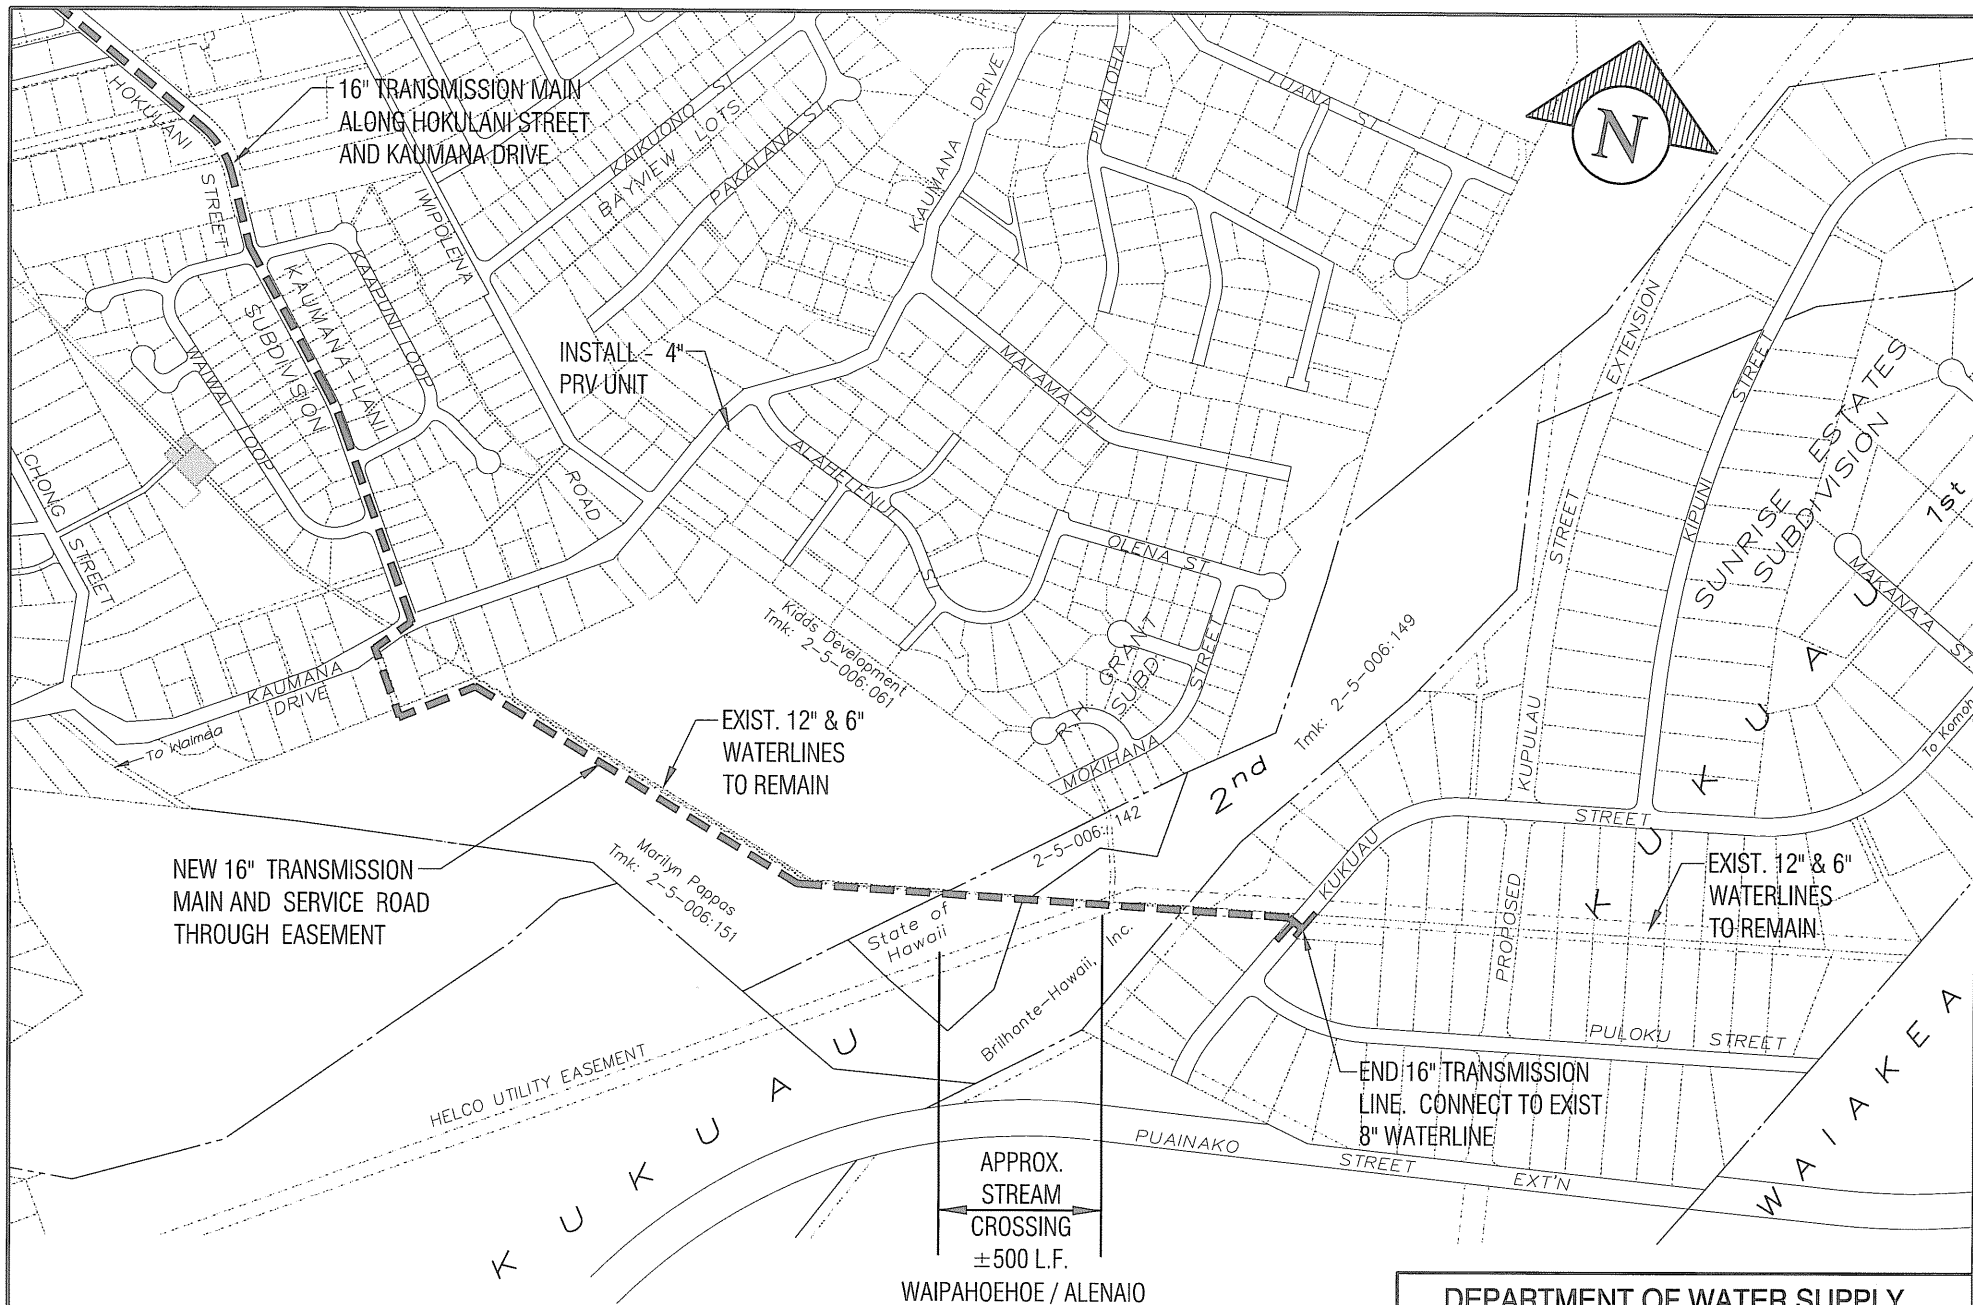 16" TRANSMISSION MAIN
ALONG HOKULANI STREET
AND KAUMANA DRIVE
HOKULANI
STREET
KAIKUONO ST
BAYVIEW LOTS
PAKALANA ST
KAUMANA DRIVE
LUANA ST
N
IWIPOLENA
ROAD
KAAPUNI LOOP
KAUMANA-LANI
SUBDIVISION
WAIWAI LOOP
CHONG
STREET
INSTALL - 4"
PRV UNIT
MALAMA PL
ALAHELENUI ST
OLENA ST
STREET
R.H. GRANT
SUBD
MOKIHANA
EXTENSION
STREET
KUPULAU
PROPOSED
KIPUNI STREET
SUNRISE ESTATES
SUBDIVISION
1st
MAKANAA ST
Kidds Development
Tmk: 2-5-006:061
Tmk: 2-5-006:149
2nd
KAUMANA
DRIVE
To Waimea
EXIST. 12" & 6"
WATERLINES
TO REMAIN
2-5-006:142
KUKUAU
STREET
To Komoh
KUKUAU
EXIST. 12" & 6"
WATERLINES
TO REMAIN
NEW 16" TRANSMISSION
MAIN AND SERVICE ROAD
THROUGH EASEMENT
Marilyn Pappas
Tmk: 2-5-006:151
State of
Hawaii
Brilhante-Hawaii, Inc.
HELCO UTILITY EASEMENT
KUKUAU
PULOKU STREET
WAIAKEA
END 16" TRANSMISSION
LINE. CONNECT TO EXIST
8" WATERLINE
PUAINAKO STREET EXT'N
APPROX.
STREAM
CROSSING
±500 L.F.
WAIPAHOEHOE / ALENAIO
DEPARTMENT OF WATER SUPPLY